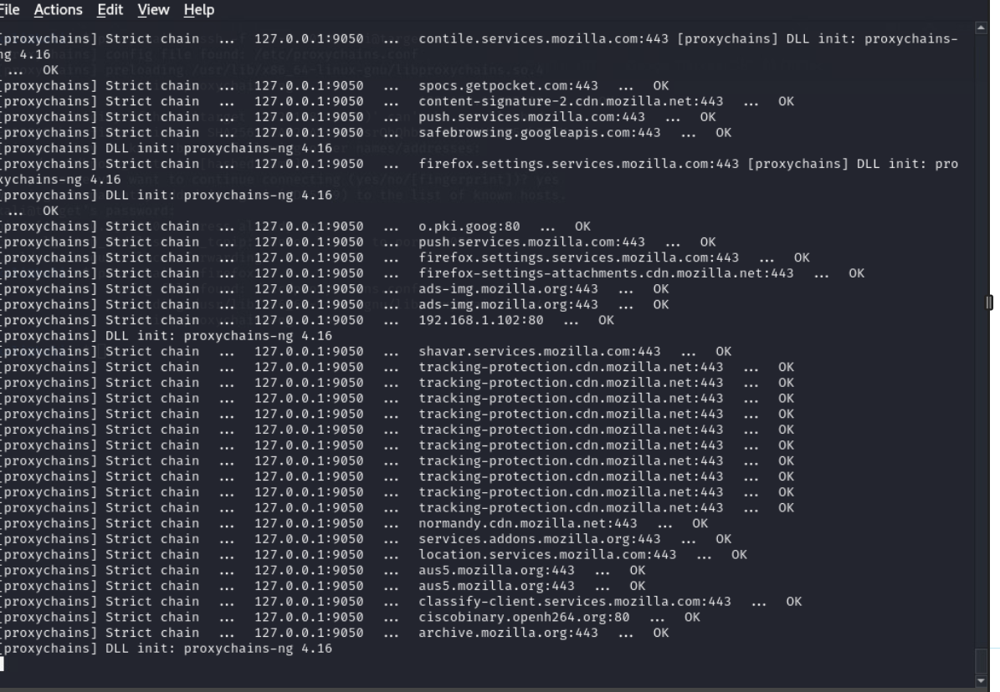 File Actions Edit View Help
[proxychains] Strict chain ... 127.0.0.1:9050 ... contile.services.mozilla.com:443 [proxychains] DLL init: proxychains-
ng 4.16
... OK
[proxychains] Strict chain ... 127.0.0.1:9050 ... spocs.getpocket.com:443 ... OK
[proxychains] Strict chain ... 127.0.0.1:9050 ... content-signature-2.cdn.mozilla.net:443 ... OK
[proxychains] Strict chain ... 127.0.0.1:9050 ... push.services.mozilla.com:443 ... OK
[proxychains] Strict chain ... 127.0.0.1:9050 ... safebrowsing.googleapis.com:443 ... OK
[proxychains] DLL init: proxychains-ng 4.16
[proxychains] Strict chain ... 127.0.0.1:9050 ... firefox.settings.services.mozilla.com:443 [proxychains] DLL init: pro
xychains-ng 4.16
[proxychains] DLL init: proxychains-ng 4.16
... OK
[proxychains] Strict chain ... 127.0.0.1:9050 ... o.pki.goog:80 ... OK
[proxychains] Strict chain ... 127.0.0.1:9050 ... push.services.mozilla.com:443 ... OK
[proxychains] Strict chain ... 127.0.0.1:9050 ... firefox.settings.services.mozilla.com:443 ... OK
[proxychains] Strict chain ... 127.0.0.1:9050 ... firefox-settings-attachments.cdn.mozilla.net:443 ... OK
[proxychains] Strict chain ... 127.0.0.1:9050 ... ads-img.mozilla.org:443 ... OK
[proxychains] Strict chain ... 127.0.0.1:9050 ... ads-img.mozilla.org:443 ... OK
[proxychains] Strict chain ... 127.0.0.1:9050 ... 192.168.1.102:80 ... OK
[proxychains] DLL init: proxychains-ng 4.16
[proxychains] Strict chain ... 127.0.0.1:9050 ... shavar.services.mozilla.com:443 ... OK
[proxychains] Strict chain ... 127.0.0.1:9050 ... tracking-protection.cdn.mozilla.net:443 ... OK
[proxychains] Strict chain ... 127.0.0.1:9050 ... tracking-protection.cdn.mozilla.net:443 ... OK
[proxychains] Strict chain ... 127.0.0.1:9050 ... tracking-protection.cdn.mozilla.net:443 ... OK
[proxychains] Strict chain ... 127.0.0.1:9050 ... tracking-protection.cdn.mozilla.net:443 ... OK
[proxychains] Strict chain ... 127.0.0.1:9050 ... tracking-protection.cdn.mozilla.net:443 ... OK
[proxychains] Strict chain ... 127.0.0.1:9050 ... tracking-protection.cdn.mozilla.net:443 ... OK
[proxychains] Strict chain ... 127.0.0.1:9050 ... tracking-protection.cdn.mozilla.net:443 ... OK
[proxychains] Strict chain ... 127.0.0.1:9050 ... tracking-protection.cdn.mozilla.net:443 ... OK
[proxychains] Strict chain ... 127.0.0.1:9050 ... tracking-protection.cdn.mozilla.net:443 ... OK
[proxychains] Strict chain ... 127.0.0.1:9050 ... tracking-protection.cdn.mozilla.net:443 ... OK
[proxychains] Strict chain ... 127.0.0.1:9050 ... normandy.cdn.mozilla.net:443 ... OK
[proxychains] Strict chain ... 127.0.0.1:9050 ... services.addons.mozilla.org:443 ... OK
[proxychains] Strict chain ... 127.0.0.1:9050 ... location.services.mozilla.com:443 ... OK
[proxychains] Strict chain ... 127.0.0.1:9050 ... aus5.mozilla.org:443 ... OK
[proxychains] Strict chain ... 127.0.0.1:9050 ... aus5.mozilla.org:443 ... OK
[proxychains] Strict chain ... 127.0.0.1:9050 ... classify-client.services.mozilla.com:443 ... OK
[proxychains] Strict chain ... 127.0.0.1:9050 ... ciscobinary.openh264.org:80 ... OK
[proxychains] Strict chain ... 127.0.0.1:9050 ... archive.mozilla.org:443 ... OK
[proxychains] DLL init: proxychains-ng 4.16